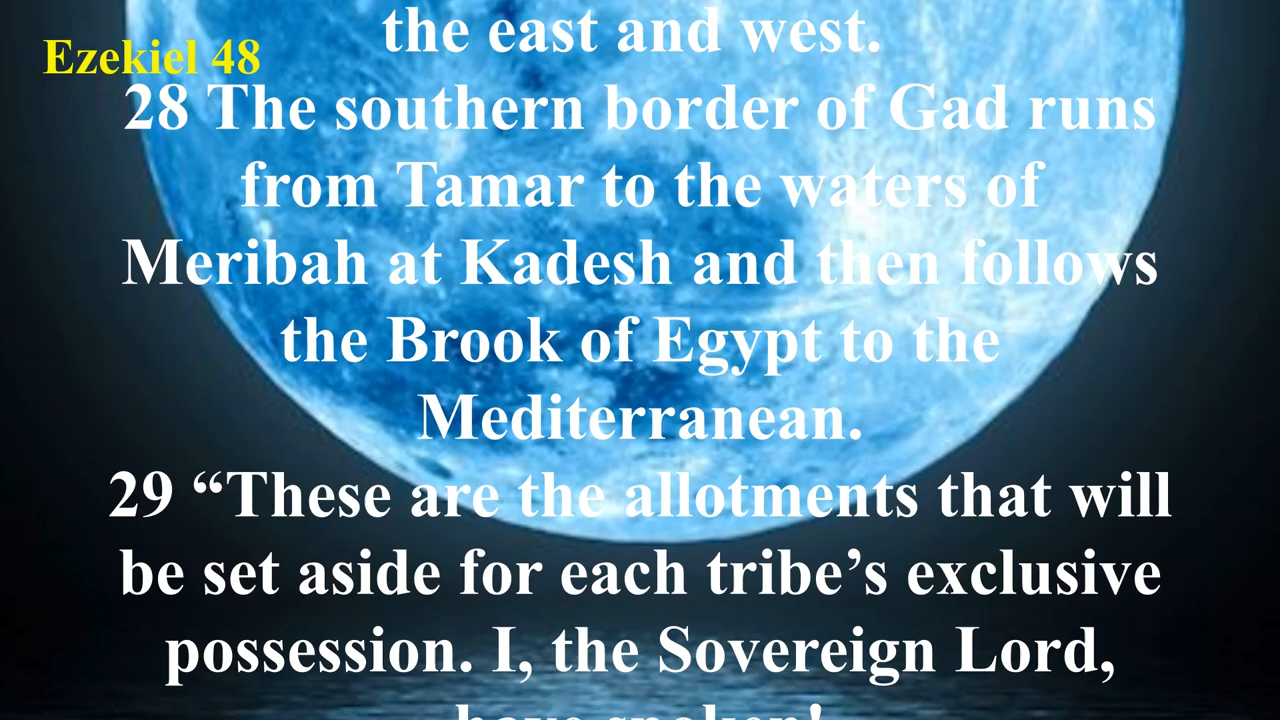 the east and west.
Ezekiel 48
28 The southern border of Gad runs
from Tamar to the waters of
Meribah at Kadesh and then follows
the Brook of Egypt to the
Mediterranean.
29 “These are the allotments that will
be set aside for each tribe’s exclusive
possession. I, the Sovereign Lord,
have spoken!